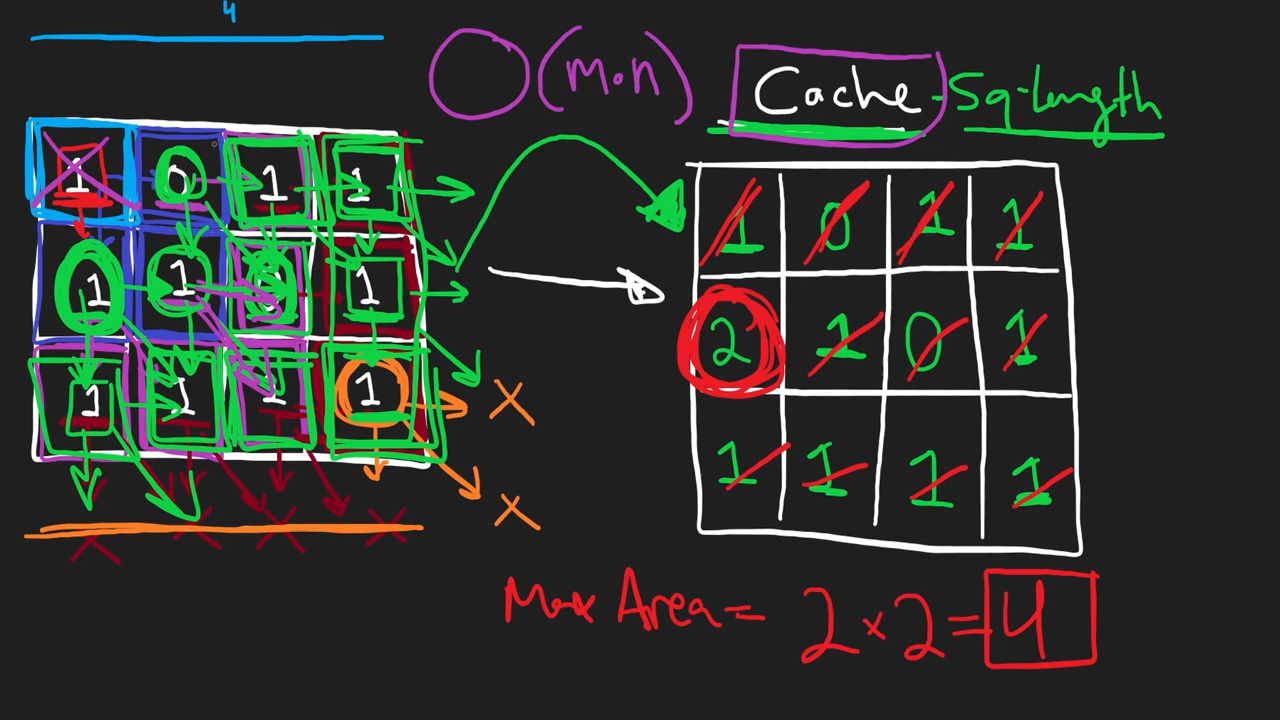 4
O(m·n)
Cache - Sq-Length
1 0 1 1
1 1 0 1
1 1 1 1
1 0 1 1
2 1 0 1
1 1 1 1
X
X
X X X X
Max Area = 2 × 2 = 4